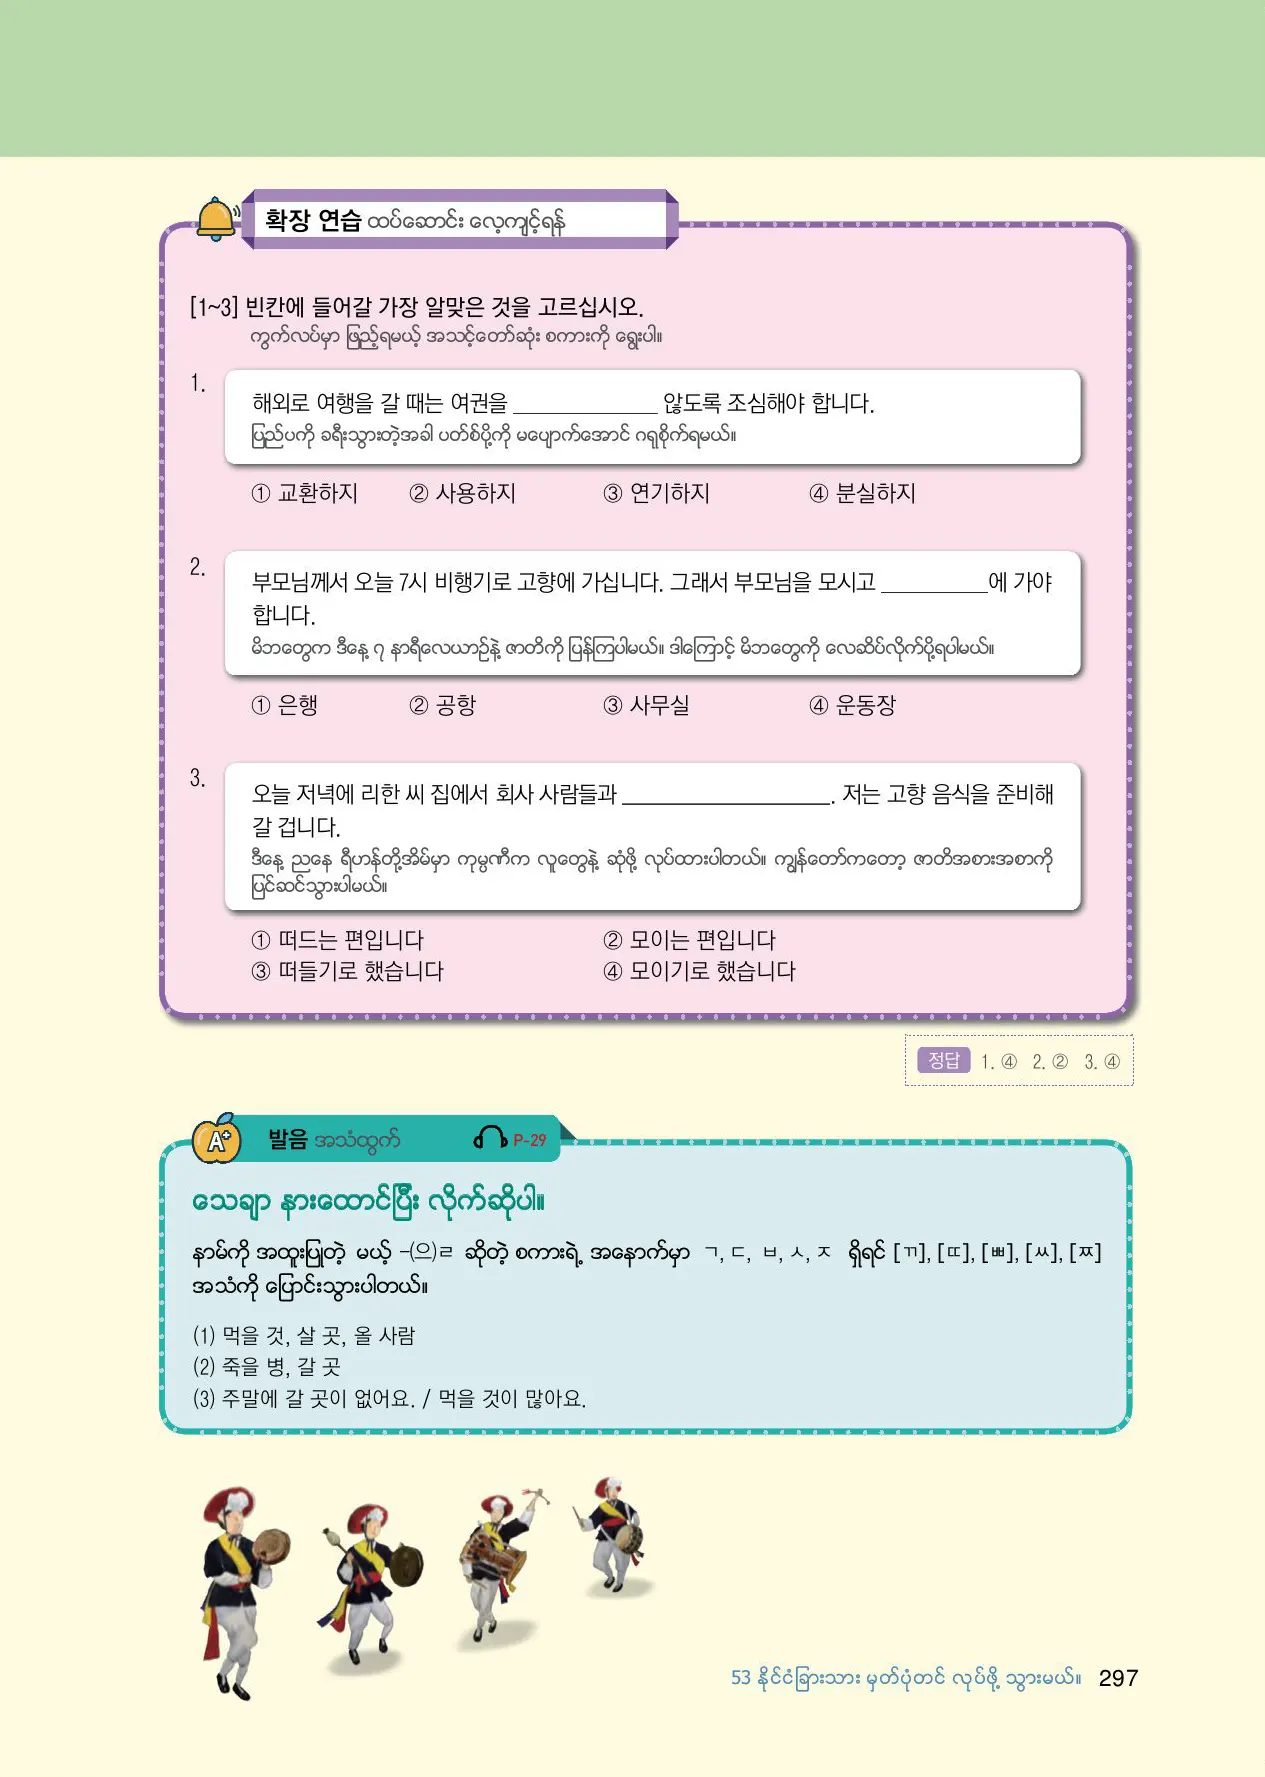 확장 연습 ထပ်ဆောင်း လေ့ကျင့်ရန်
[1~3] 빈칸에 들어갈 가장 알맞은 것을 고르십시오.
ကွက်လပ်မှာ ဖြည့်ရမယ့် အသင့်တော်ဆုံး စကားကို ရွေးပါ။
1.
해외로 여행을 갈 때는 여권을 ____________ 않도록 조심해야 합니다.
ပြည်ပကို ခရီးသွားတဲ့အခါ ပတ်စ်ပို့ကို မပျောက်အောင် ဂရုစိုက်ရမယ်။
① 교환하지 ② 사용하지 ③ 연기하지 ④ 분실하지
2.
부모님께서 오늘 7시 비행기로 고향에 가십니다. 그래서 부모님을 모시고 _________에 가야
합니다.
မိဘတွေက ဒီနေ့ ၇ နာရီလေယာဉ်နဲ့ ဇာတိကို ပြန်ကြပါမယ်။ ဒါကြောင့် မိဘတွေကို လေဆိပ်လိုက်ပို့ရပါမယ်။
① 은행 ② 공항 ③ 사무실 ④ 운동장
3.
오늘 저녁에 리한 씨 집에서 회사 사람들과 _________________. 저는 고향 음식을 준비해
갈 겁니다.
ဒီနေ့ ညနေ ရီဟန်တို့အိမ်မှာ ကုမ္ပဏီက လူတွေနဲ့ ဆုံဖို့ လုပ်ထားပါတယ်။ ကျွန်တော်ကတော့ ဇာတိအစားအစာကို
ပြင်ဆင်သွားပါမယ်။
① 떠드는 편입니다 ② 모이는 편입니다
③ 떠들기로 했습니다 ④ 모이기로 했습니다
정답 1. ④ 2. ② 3. ④
A+ 발음 အသံထွက် P-29
သေချာ နားထောင်ပြီး လိုက်ဆိုပါ။
နာမ်ကို အထူးပြုတဲ့ မယ့် -(으)ㄹ ဆိုတဲ့ စကားရဲ့ အနောက်မှာ ㄱ, ㄷ, ㅂ, ㅅ, ㅈ ရှိရင် [ㄲ], [ㄸ], [ㅃ], [ㅆ], [ㅉ]
အသံကို ပြောင်းသွားပါတယ်။
(1) 먹을 것, 살 곳, 올 사람
(2) 죽을 병, 갈 곳
(3) 주말에 갈 곳이 없어요. / 먹을 것이 많아요.
53 နိုင်ငံခြားသား မှတ်ပုံတင် လုပ်ဖို့ သွားမယ်။ 297